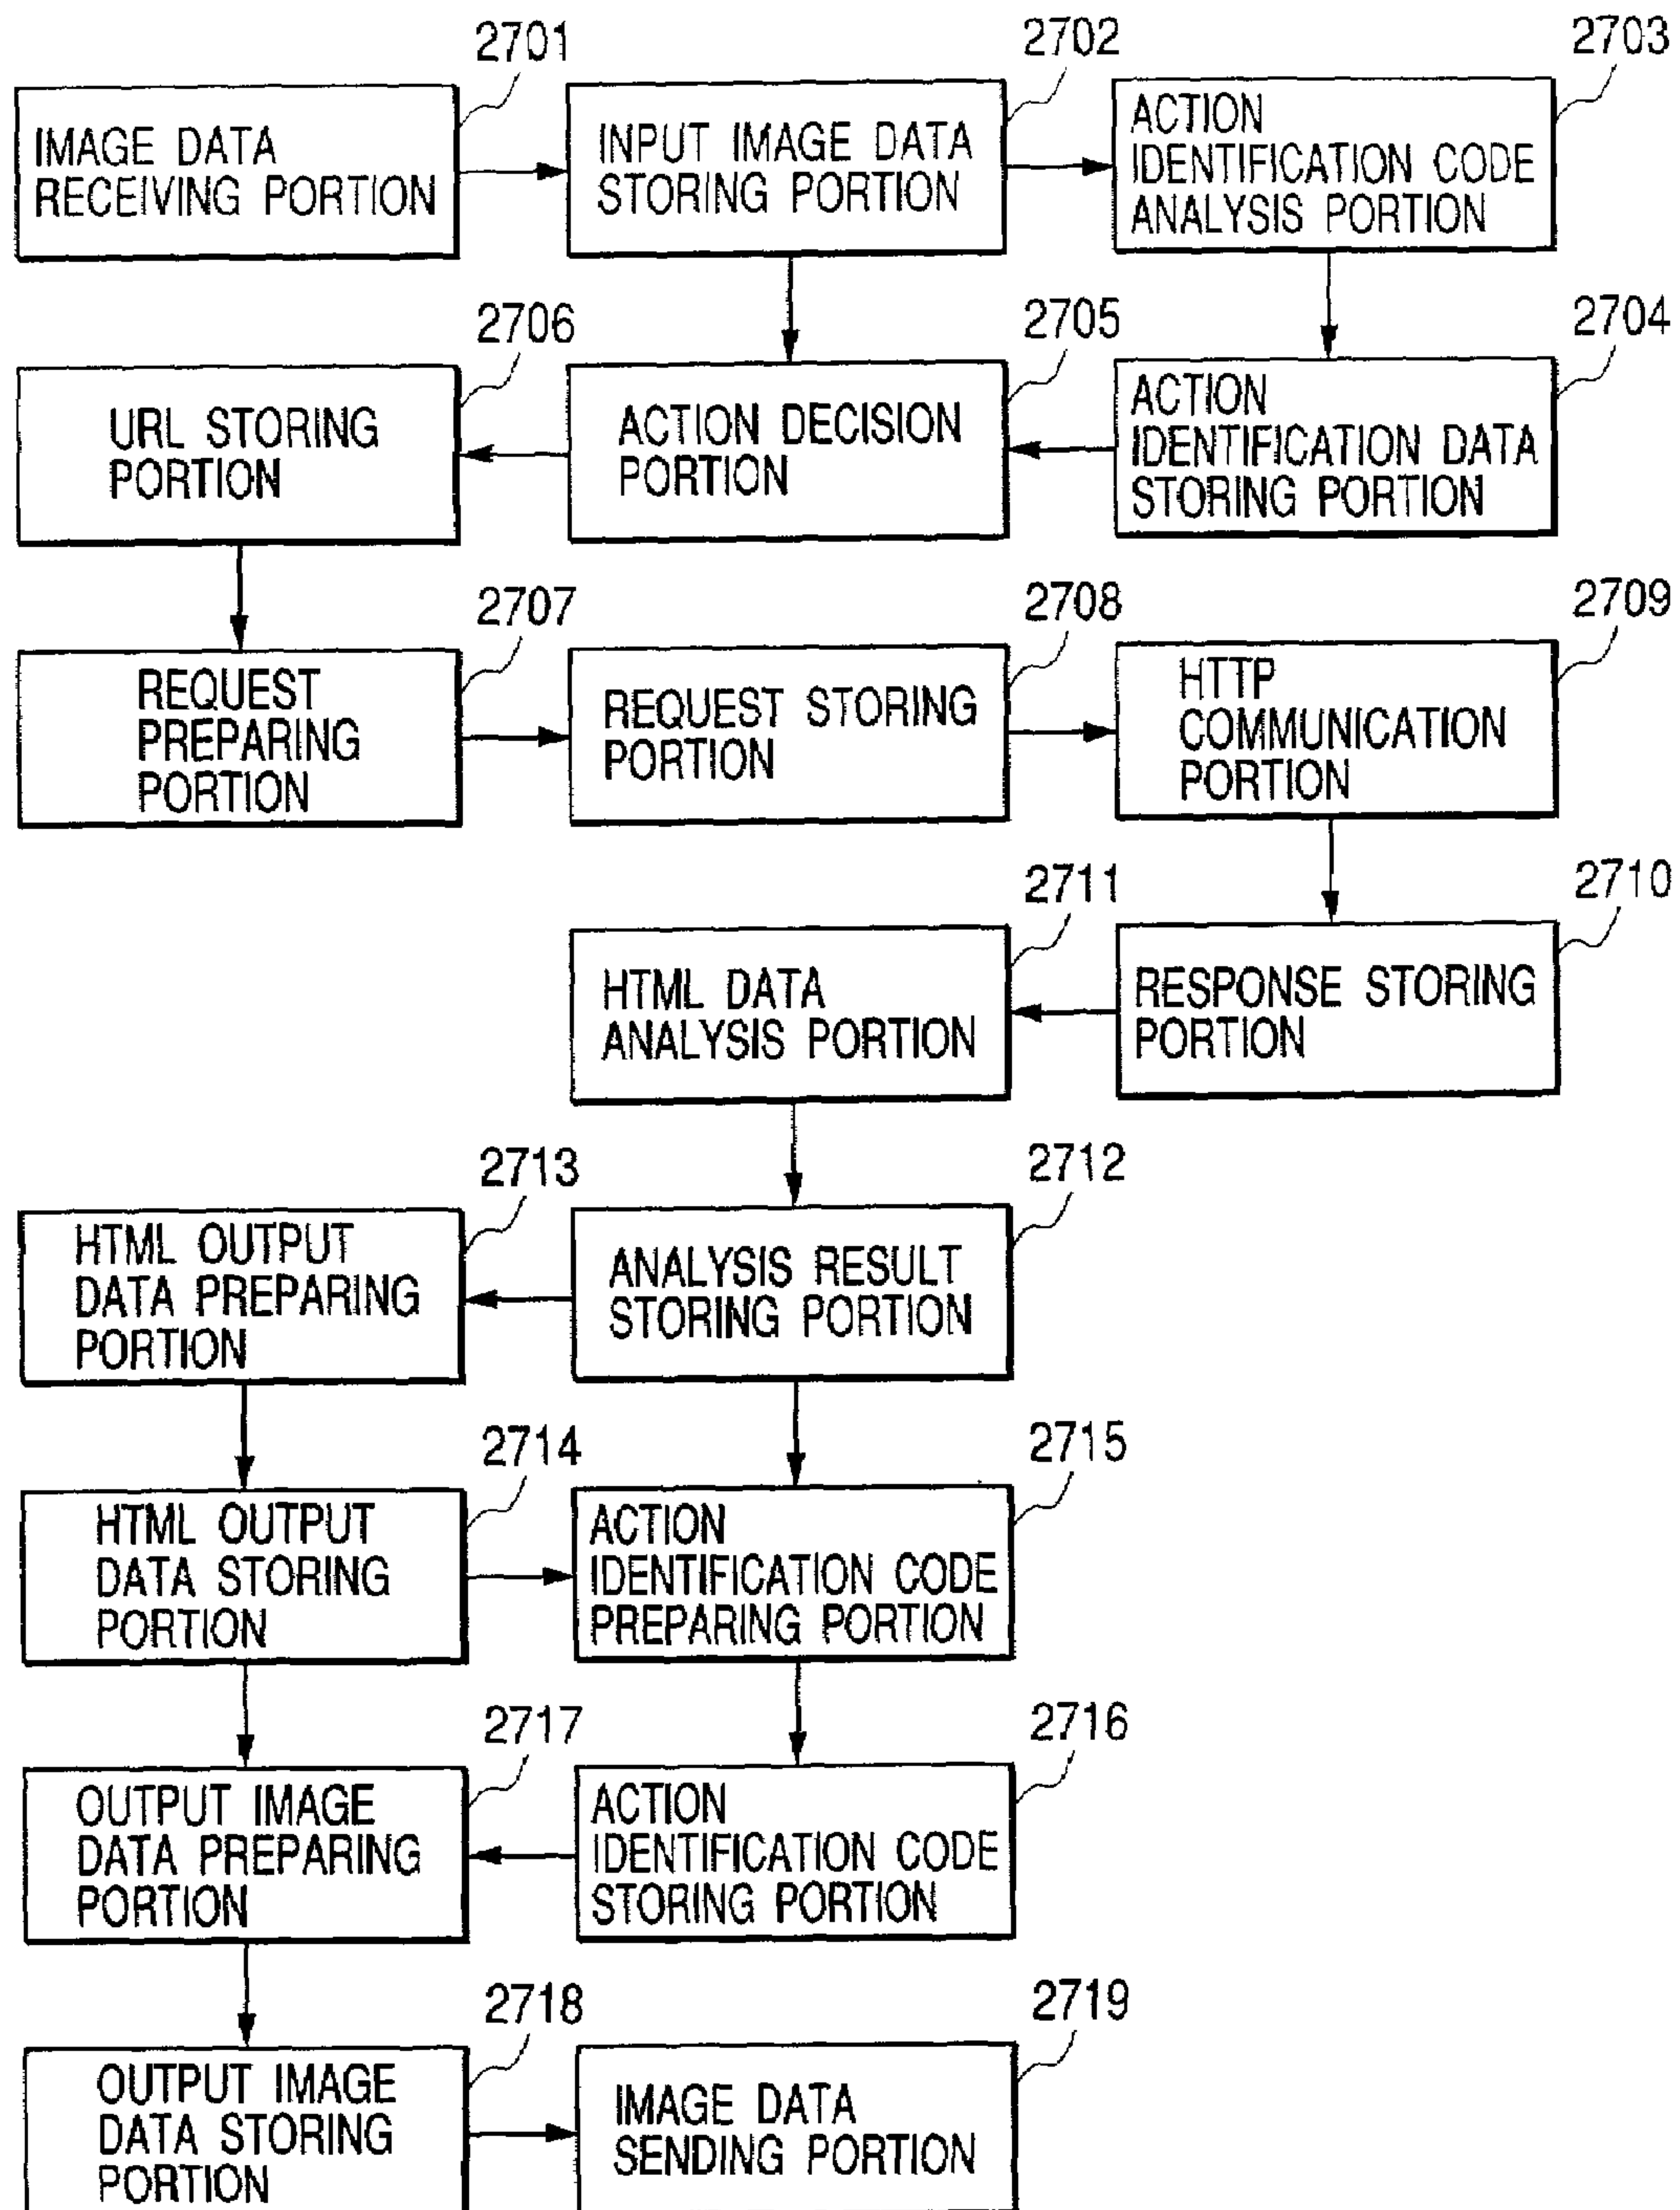 2701
IMAGE DATA
RECEIVING PORTION
2702
INPUT IMAGE DATA
STORING PORTION
2703
ACTION
IDENTIFICATION CODE
ANALYSIS PORTION
2706
URL STORING
PORTION
2705
ACTION DECISION
PORTION
2704
ACTION
IDENTIFICATION DATA
STORING PORTION
2707
REQUEST
PREPARING
PORTION
2708
REQUEST STORING
PORTION
2709
HTTP
COMMUNICATION
PORTION
2711
HTML DATA
ANALYSIS PORTION
2710
RESPONSE STORING
PORTION
2713
HTML OUTPUT
DATA PREPARING
PORTION
2712
ANALYSIS RESULT
STORING PORTION
2714
HTML OUTPUT
DATA STORING
PORTION
2715
ACTION
IDENTIFICATION CODE
PREPARING PORTION
2717
OUTPUT IMAGE
DATA PREPARING
PORTION
2716
ACTION
IDENTIFICATION CODE
STORING PORTION
2718
OUTPUT IMAGE
DATA STORING
PORTION
2719
IMAGE DATA
SENDING PORTION